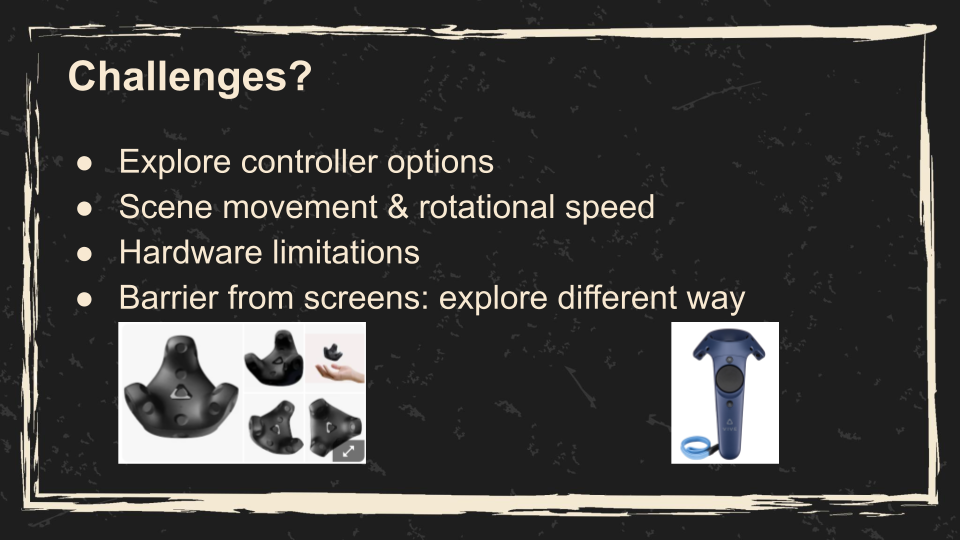 Challenges?
● Explore controller options
● Scene movement & rotational speed
● Hardware limitations
● Barrier from screens: explore different way